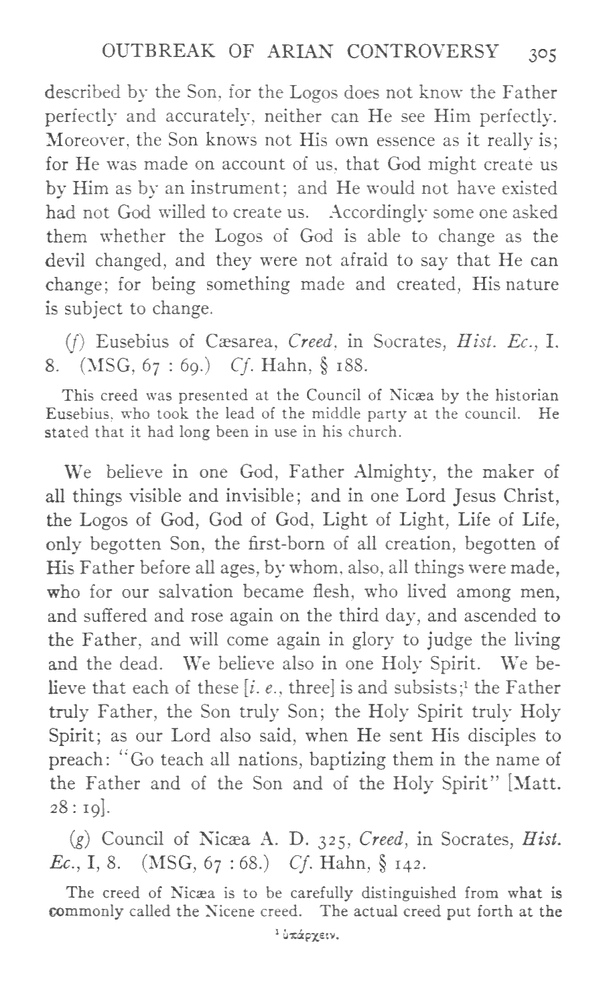 OUTBREAK OF ARIAN CONTROVERSY 305
described by the Son, for the Logos does not know the Father
perfectly and accurately, neither can He see Him perfectly.
Moreover, the Son knows not His own essence as it really is;
for He was made on account of us, that God might create us
by Him as by an instrument; and He would not have existed
had not God willed to create us. Accordingly some one asked
them whether the Logos of God is able to change as the
devil changed, and they were not afraid to say that He can
change; for being something made and created, His nature
is subject to change.
(f) Eusebius of Cæsarea, Creed, in Socrates, Hist. Ec., I.
8. (MSG, 67 : 69.) Cf. Hahn, § 188.
This creed was presented at the Council of Nicæa by the historian
Eusebius, who took the lead of the middle party at the council. He
stated that it had long been in use in his church.
We believe in one God, Father Almighty, the maker of
all things visible and invisible; and in one Lord Jesus Christ,
the Logos of God, God of God, Light of Light, Life of Life,
only begotten Son, the first-born of all creation, begotten of
His Father before all ages, by whom, also, all things were made,
who for our salvation became flesh, who lived among men,
and suffered and rose again on the third day, and ascended to
the Father, and will come again in glory to judge the living
and the dead. We believe also in one Holy Spirit. We be-
lieve that each of these [i. e., three] is and subsists;¹ the Father
truly Father, the Son truly Son; the Holy Spirit truly Holy
Spirit; as our Lord also said, when He sent His disciples to
preach: "Go teach all nations, baptizing them in the name of
the Father and of the Son and of the Holy Spirit" [Matt.
28 : 19].
(g) Council of Nicæa A. D. 325, Creed, in Socrates, Hist.
Ec., I, 8. (MSG, 67 : 68.) Cf. Hahn, § 142.
The creed of Nicæa is to be carefully distinguished from what is
commonly called the Nicene creed. The actual creed put forth at the
¹ ὑπάρχειν.